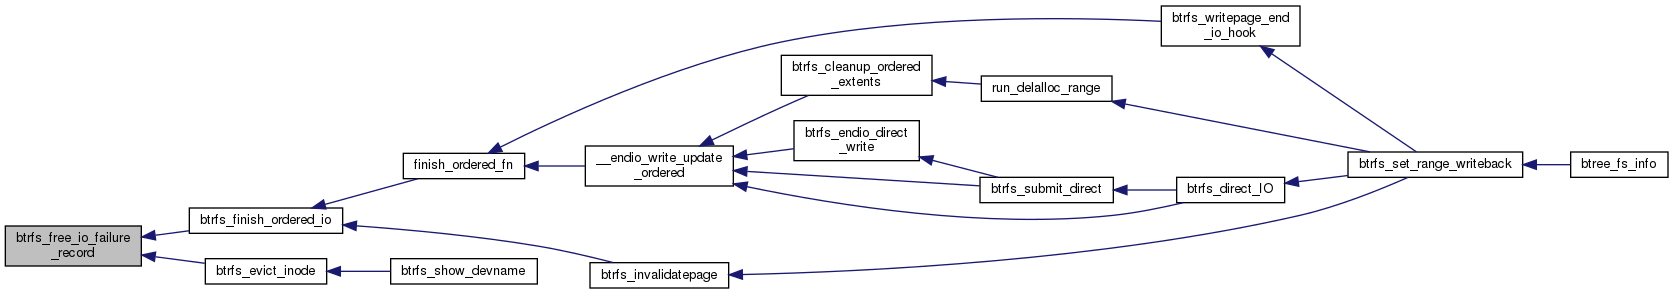 btrfs_writepage_end
_io_hook
btrfs_cleanup_ordered
_extents
run_delalloc_range
btrfs_endio_direct
_write
finish_ordered_fn
__endio_write_update
_ordered
btrfs_set_range_writeback
btree_fs_info
btrfs_submit_direct
btrfs_direct_IO
btrfs_finish_ordered_io
btrfs_free_io_failure
_record
btrfs_evict_inode
btrfs_show_devname
btrfs_invalidatepage